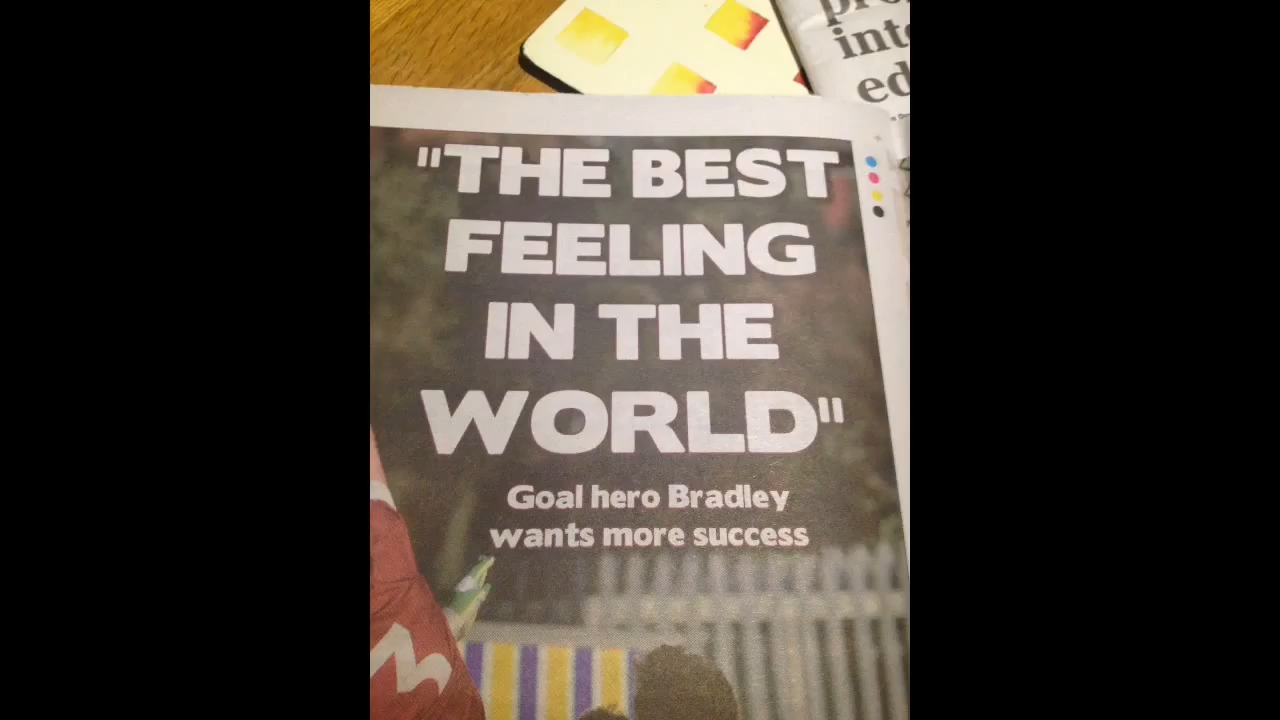 "THE BEST
FEELING
IN THE
WORLD"
Goal hero Bradley
wants more success